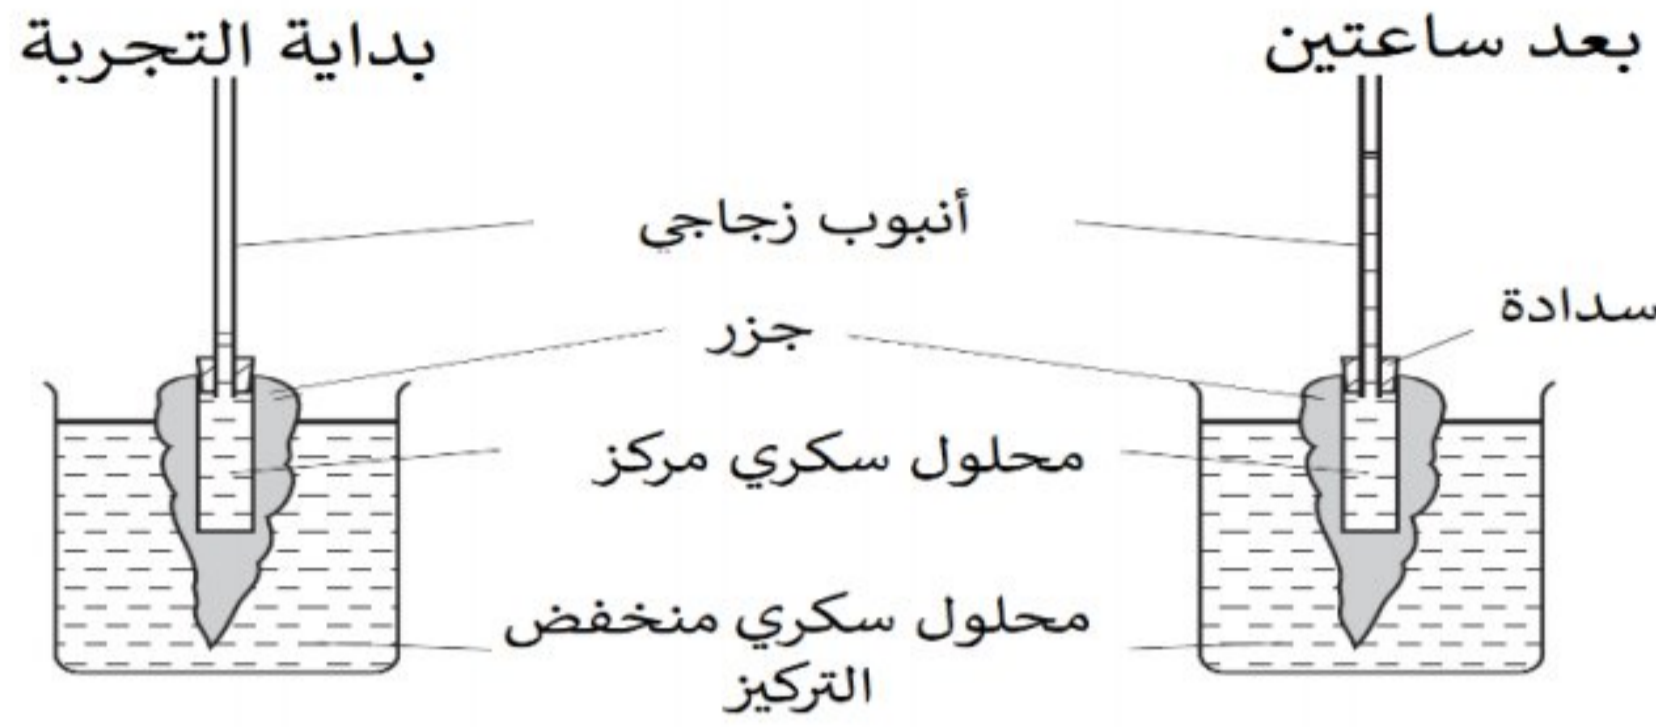 بعد ساعتين
بداية التجربة
أنبوب زجاجي
سدادة
جزر
محلول سكري مركز
محلول سكري منخفض
التركيز